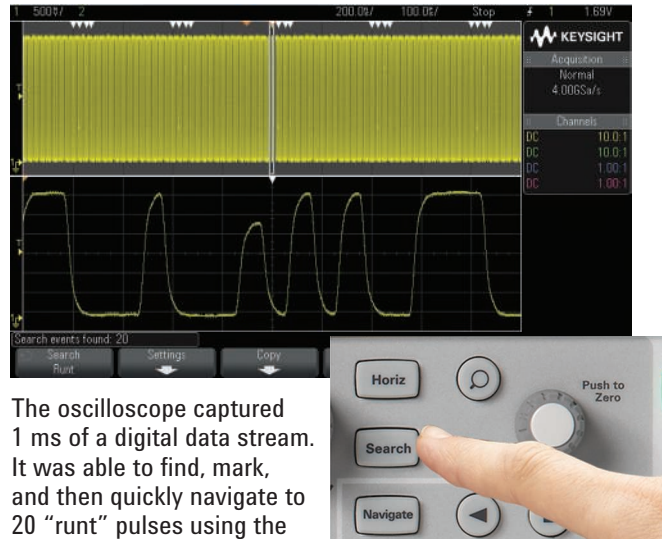 1 500♉/ 2 200.0♉/ 100.0♉/ Stop 1 1.69V
KEYSIGHT
Acquisition
Normal
4.00GSa/s
Channels
DC 10.0:1
DC 10.0:1
DC 1.00:1
DC 1.00:1
T
T
Search events found: 20
Search Settings Copy
Runt
Horiz
Push to
Zero
Search
Navigate
The oscilloscope captured
1 ms of a digital data stream.
It was able to find, mark,
and then quickly navigate to
20 “runt” pulses using the